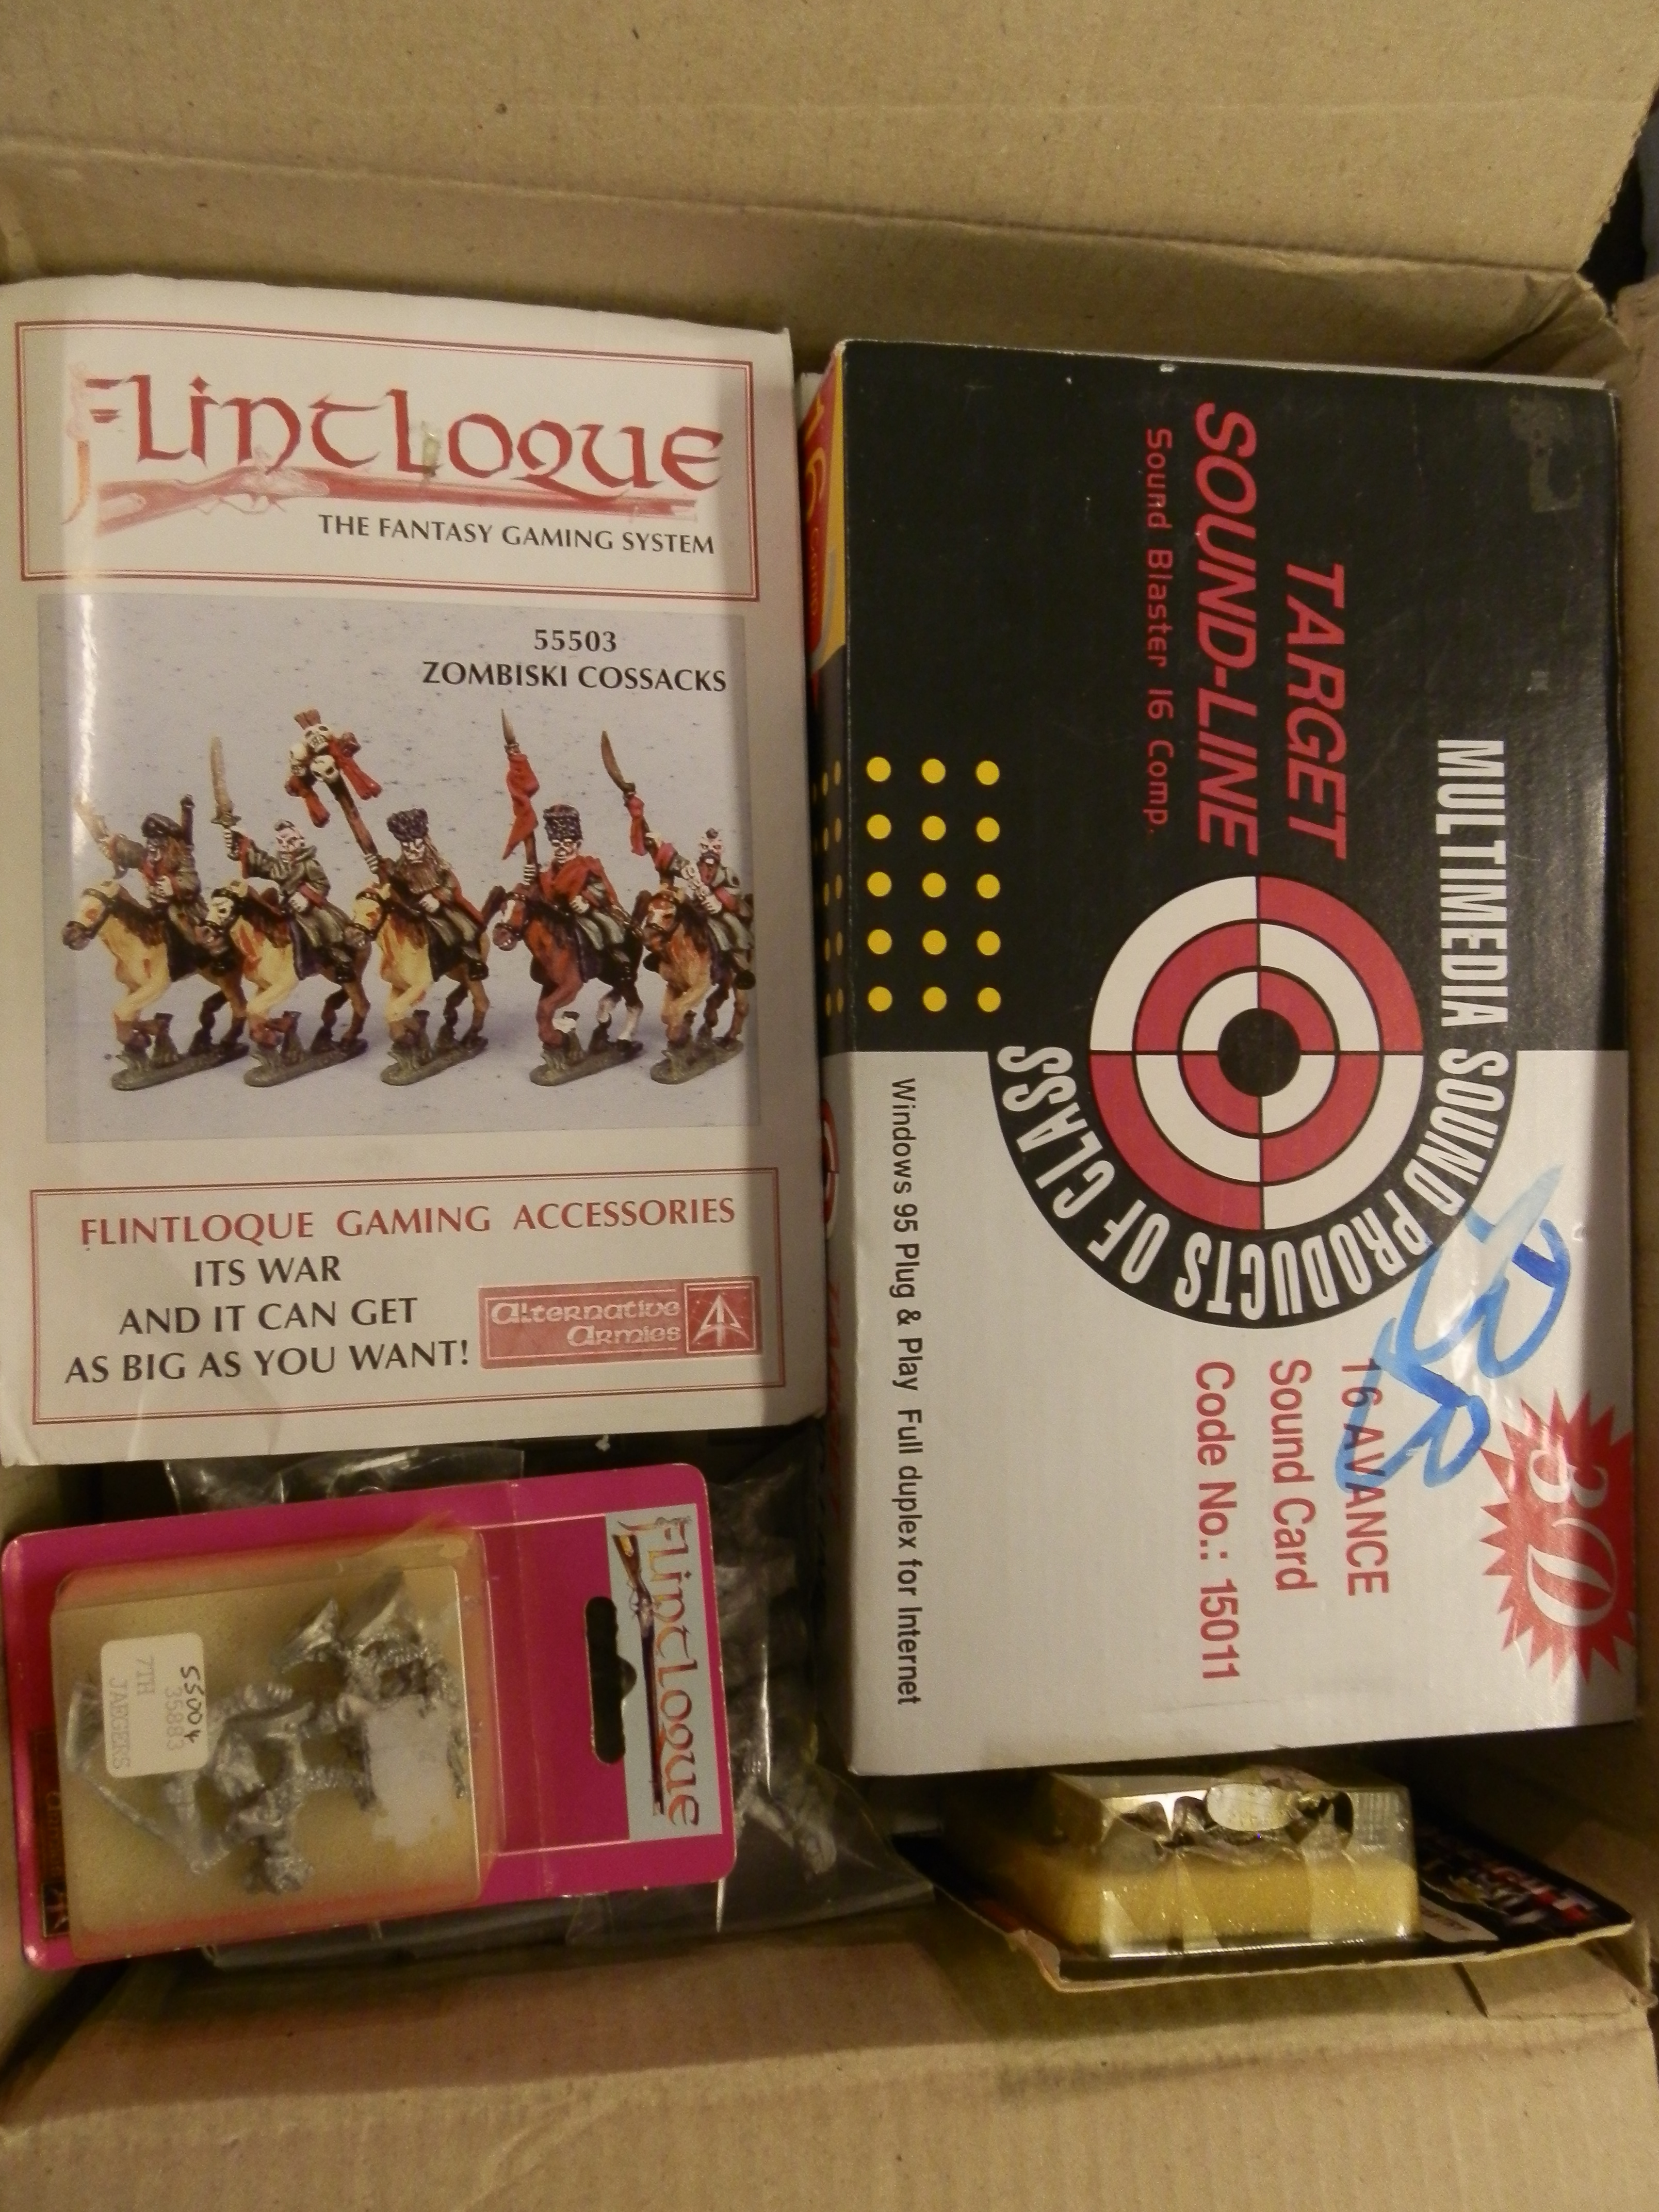 FLINTLOQUE
THE FANTASY GAMING SYSTEM
55503
ZOMBISKI COSSACKS
FLINTLOQUE GAMING ACCESSORIES
ITS WAR
AND IT CAN GET
AS BIG AS YOU WANT!
Alternative
Armies
TARGET
SOUND-LINE
Sound Blaster 16 Comp.
MULTIMEDIA SOUND PRODUCTS OF CLASS
3D
16 AVANCE
Sound Card
Code No.: 15011
Windows 95 Plug & Play Full duplex for Internet
FLINTLOQUE
55004
35883
7TH
JAEGERS